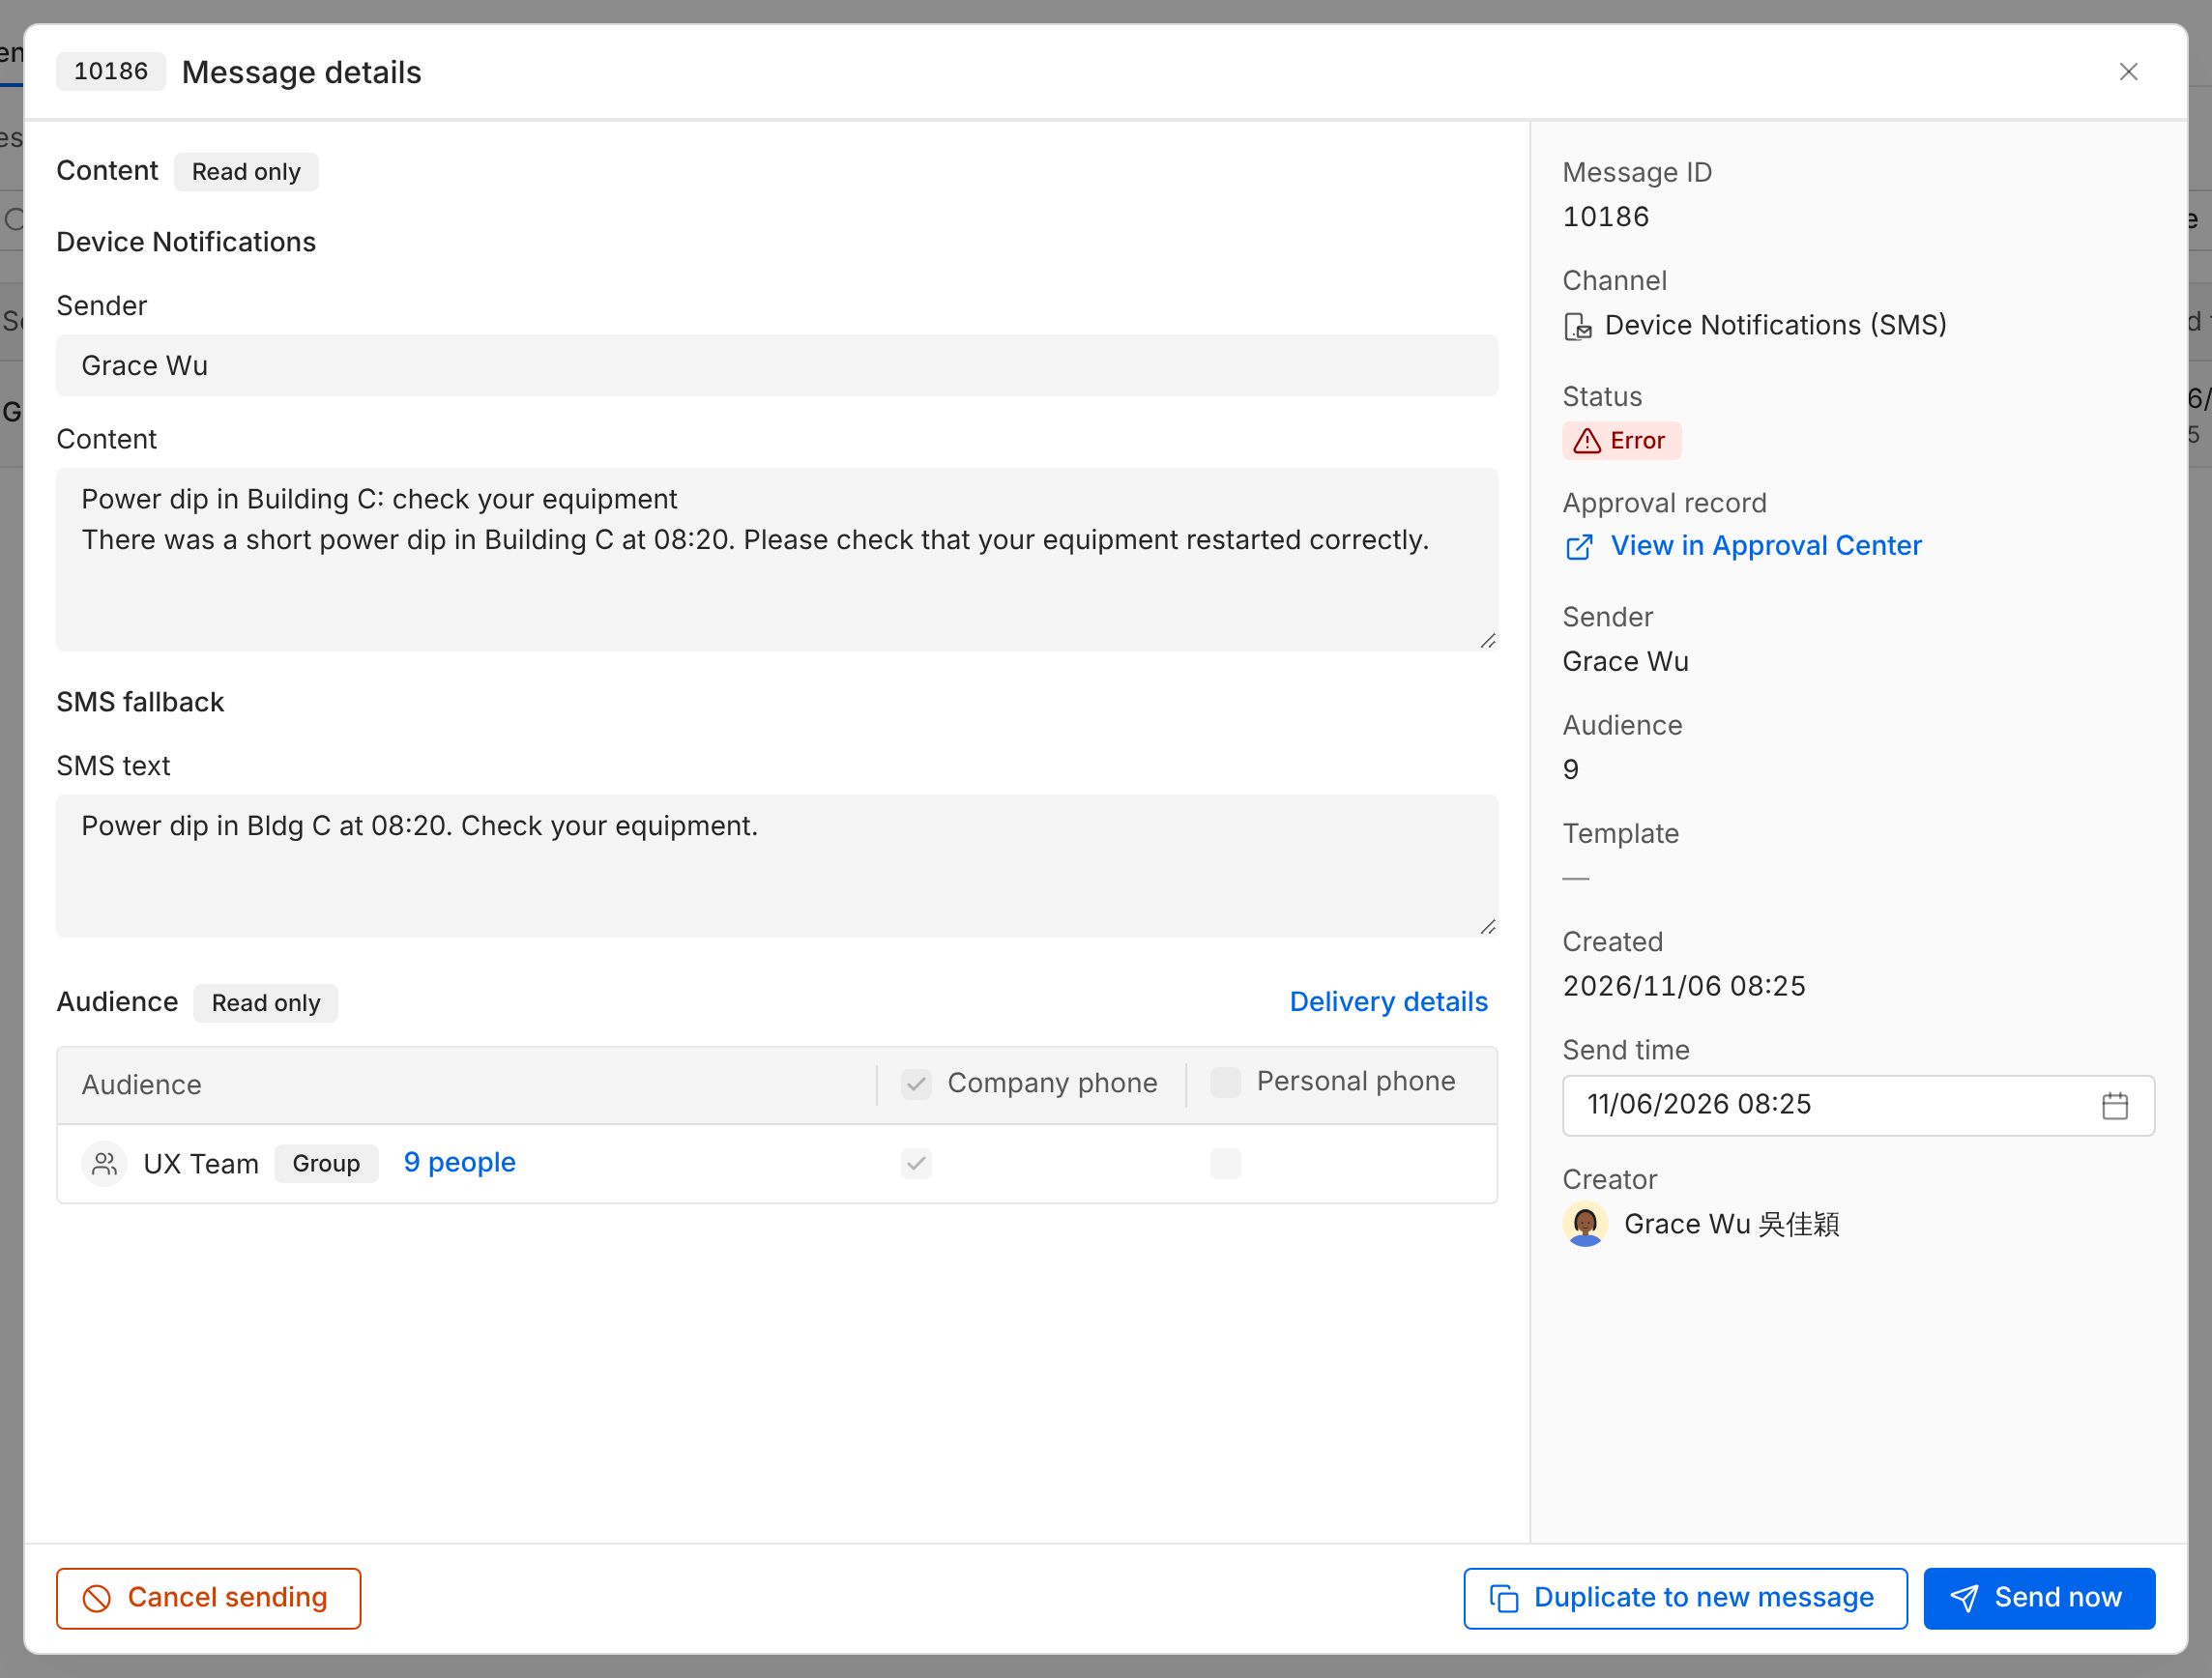 10186 Message details
Content Read only
Device Notifications
Sender
Grace Wu
Content
Power dip in Building C: check your equipment
There was a short power dip in Building C at 08:20. Please check that your equipment restarted correctly.
SMS fallback
SMS text
Power dip in Bldg C at 08:20. Check your equipment.
Audience Read only Delivery details
Audience Company phone Personal phone
UX Team Group 9 people
Message ID
10186
Channel
Device Notifications (SMS)
Status
Error
Approval record
View in Approval Center
Sender
Grace Wu
Audience
9
Template
—
Created
2026/11/06 08:25
Send time
11/06/2026 08:25
Creator
Grace Wu 吳佳穎
Cancel sending Duplicate to new message Send now